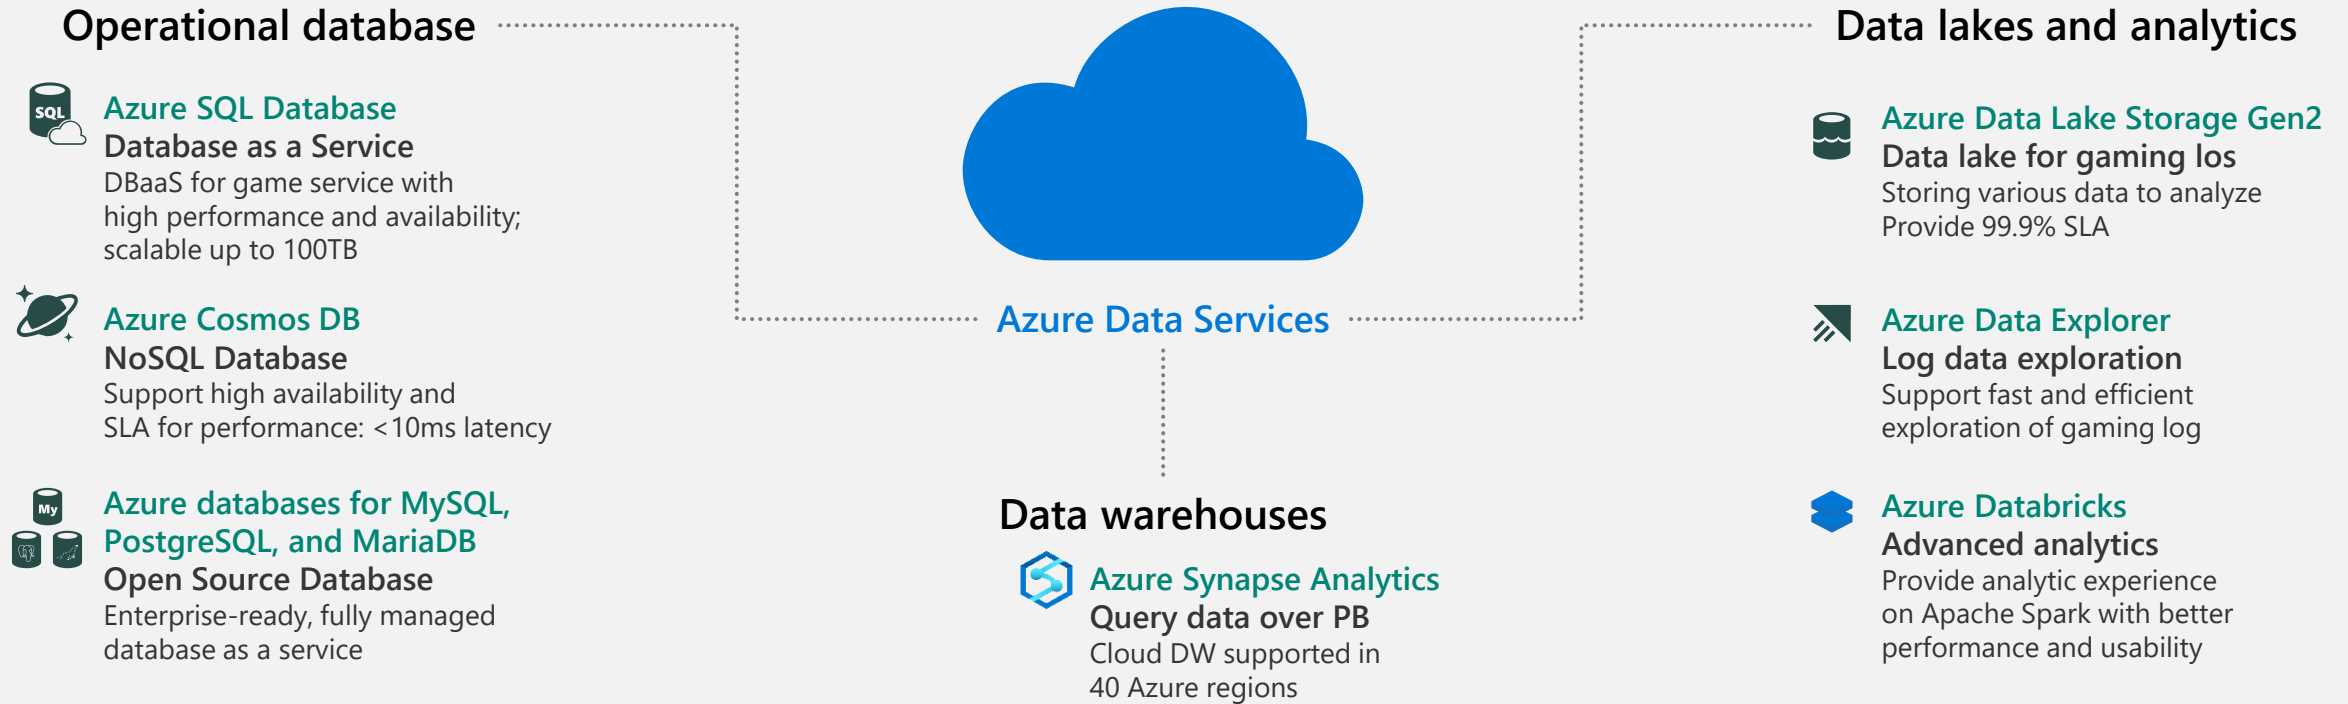 Operational database
SQL
Azure SQL Database
Database as a Service
DBaaS for game service with
high performance and availability;
scalable up to 100TB
Azure Cosmos DB
NoSQL Database
Support high availability and
SLA for performance: <10ms latency
My
Azure databases for MySQL,
PostgreSQL, and MariaDB
Open Source Database
Enterprise-ready, fully managed
database as a service
Azure Data Services
Data warehouses
Azure Synapse Analytics
Query data over PB
Cloud DW supported in
40 Azure regions
Data lakes and analytics
Azure Data Lake Storage Gen2
Data lake for gaming los
Storing various data to analyze
Provide 99.9% SLA
Azure Data Explorer
Log data exploration
Support fast and efficient
exploration of gaming log
Azure Databricks
Advanced analytics
Provide analytic experience
on Apache Spark with better
performance and usability